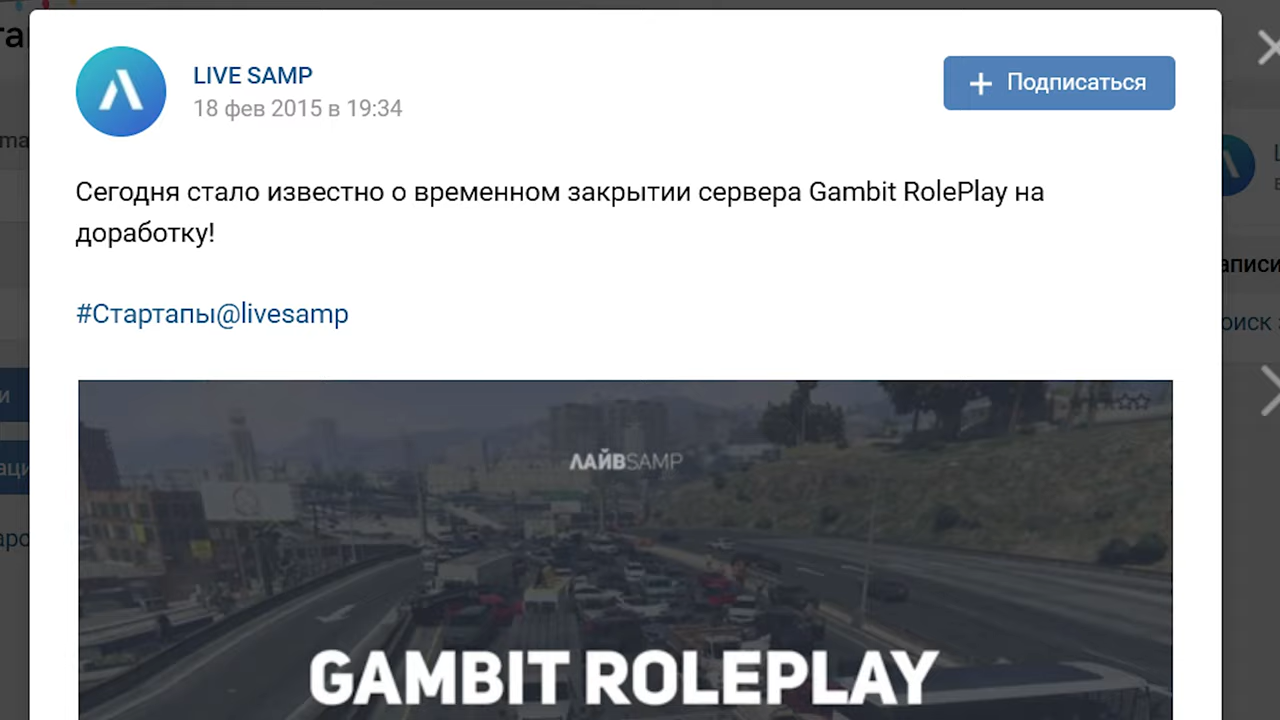 LIVE SAMP
18 фев 2015 в 19:34
Подписаться
Сегодня стало известно о временном закрытии сервера Gambit RolePlay на
доработку!
#Стартапы@livesamp
ЛАЙВSAMP
GAMBIT ROLEPLAY